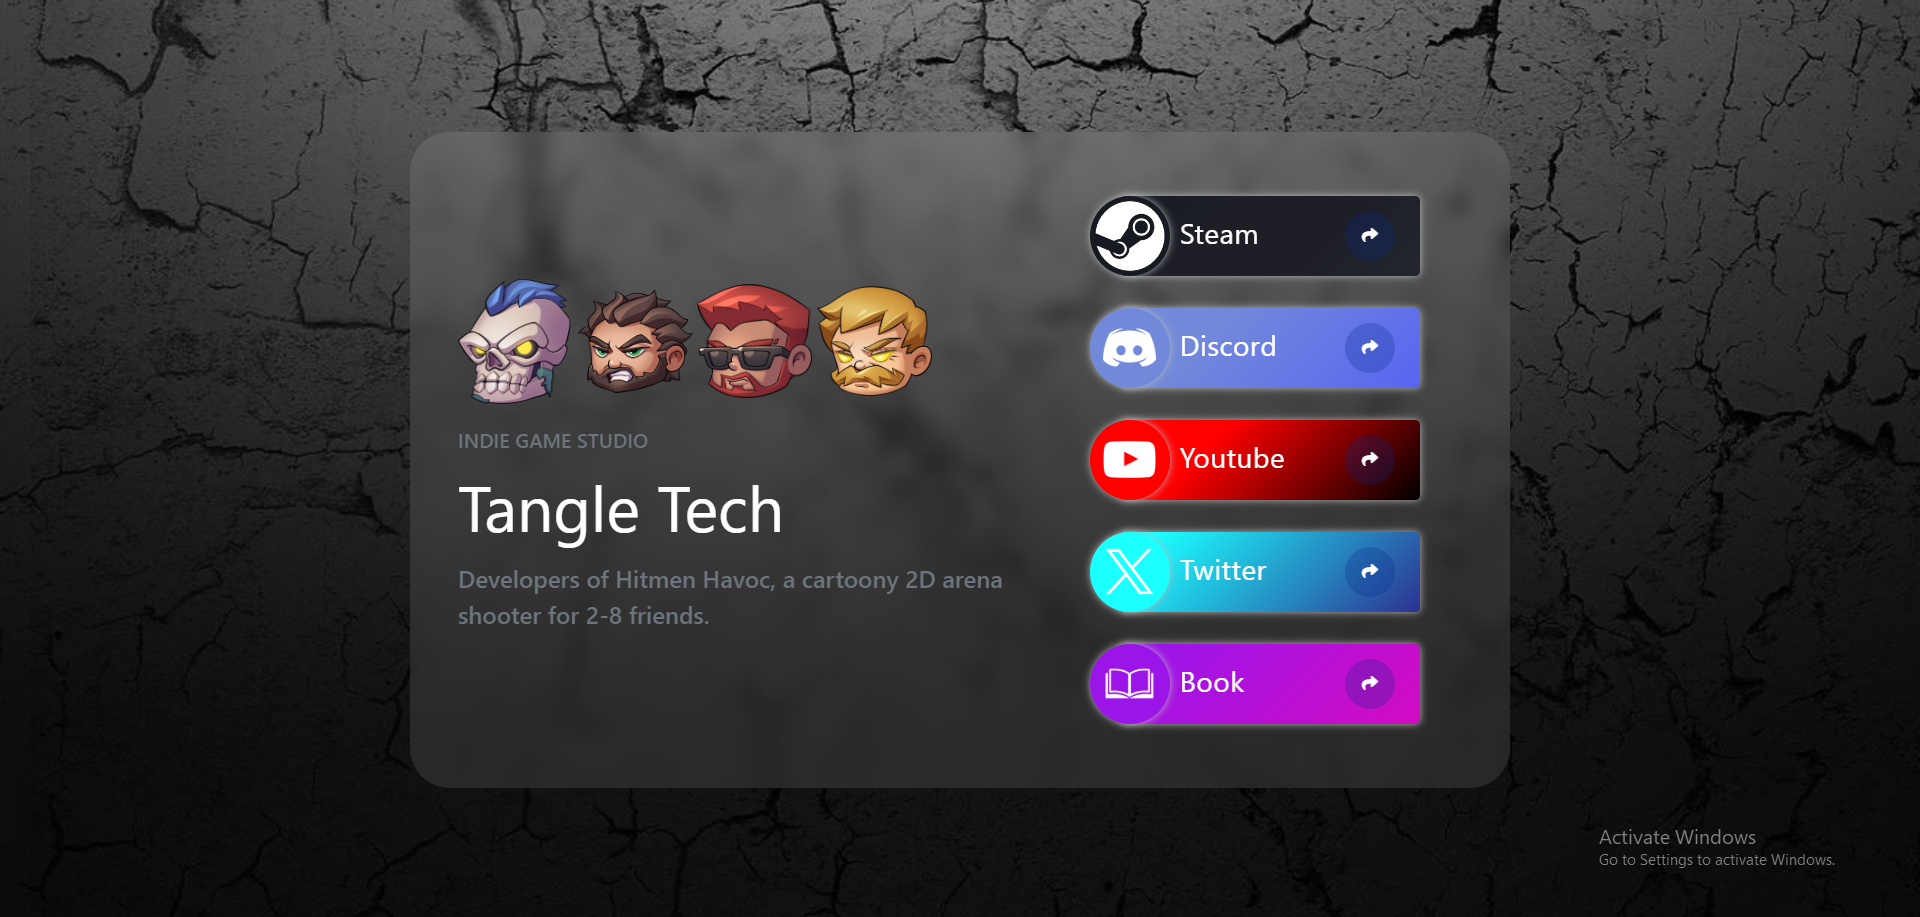 INDIE GAME STUDIO
Tangle Tech
Developers of Hitmen Havoc, a cartoony 2D arena
shooter for 2-8 friends.
Steam
Discord
Youtube
Twitter
Book
Activate Windows
Go to Settings to activate Windows.